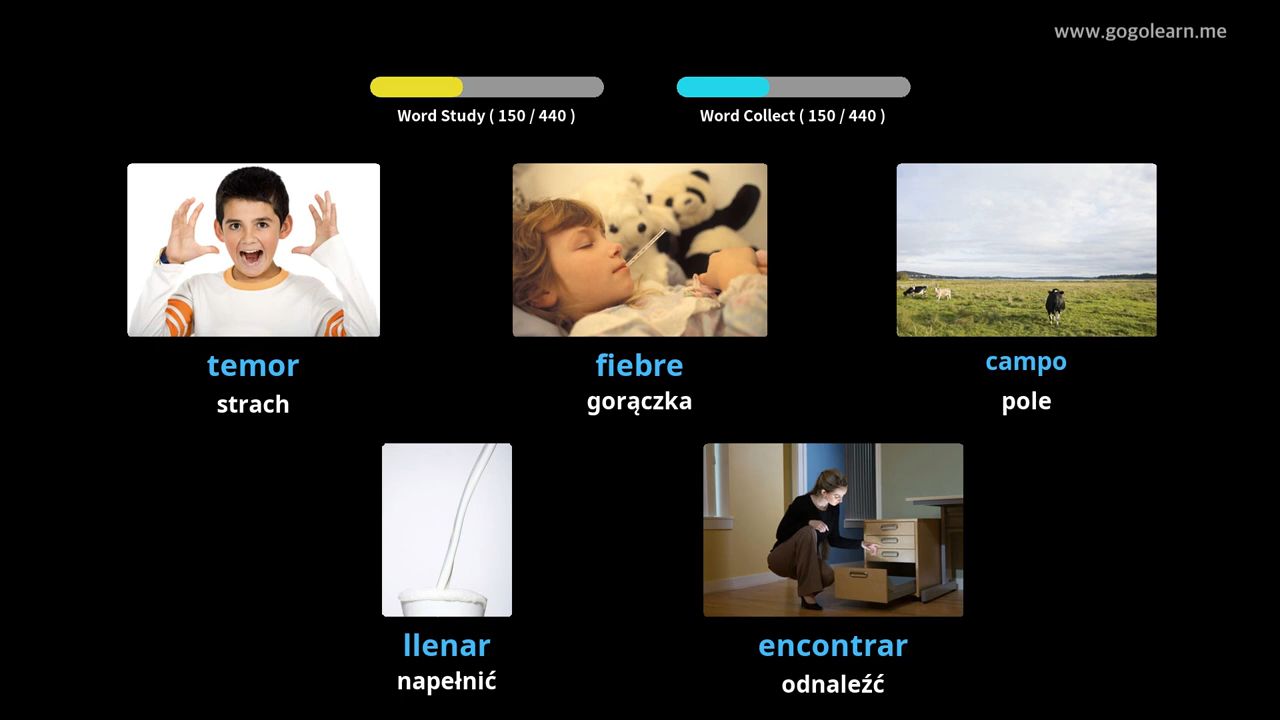 www.gogolearn.me
Word Study ( 150 / 440 )
Word Collect ( 150 / 440 )
temor
strach
fiebre
gorączka
campo
pole
llenar
napełnić
encontrar
odnaleźć